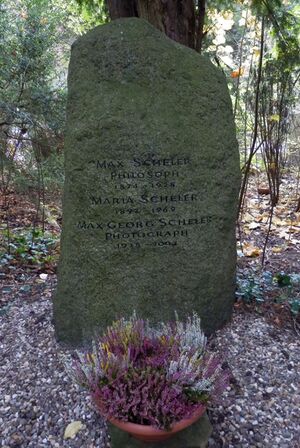 MAX SCHELER
PHILOSOPH
1874 - 1928
MARIA SCHELER
1892 - 1969
MAX GEORG SCHELER
PHOTOGRAPH
1928 - 2003